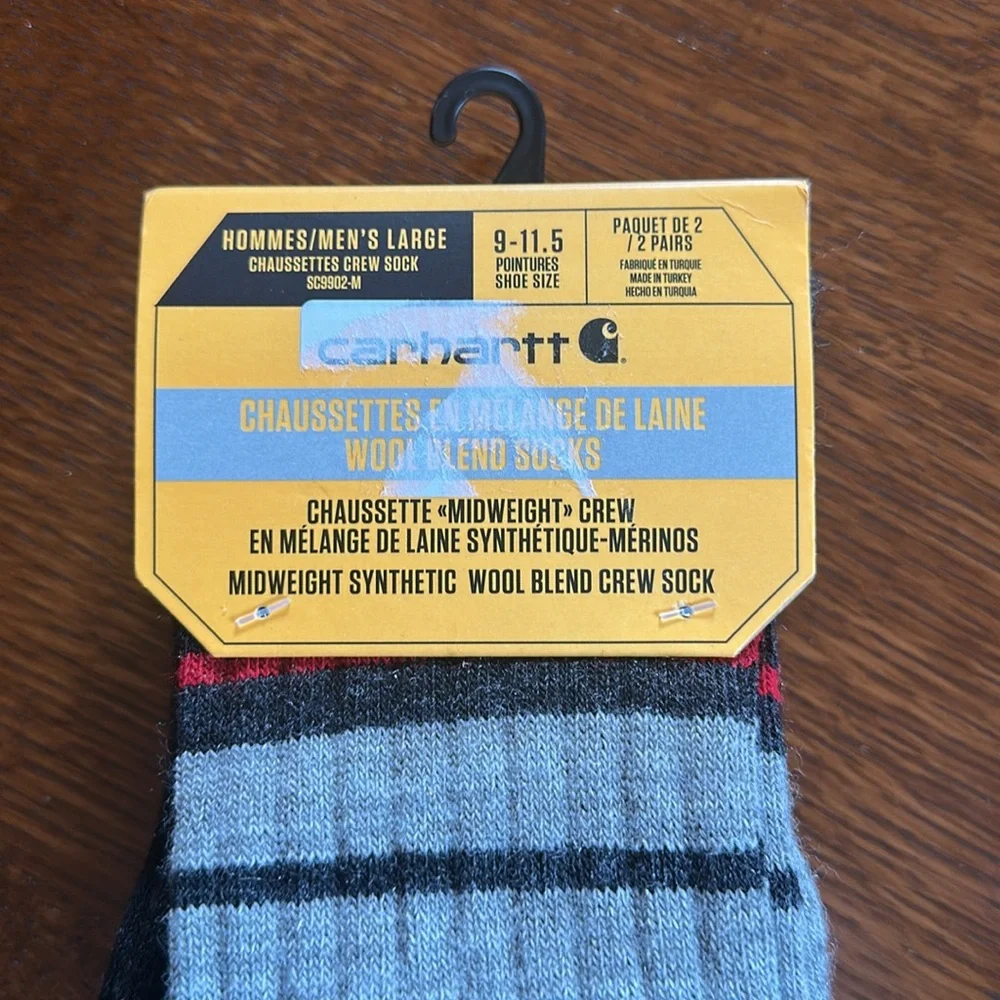 HOMMES/MEN'S LARGE
CHAUSSETTES CREW SOCK
SC9902-M
9-11.5
POINTURES
SHOE SIZE
PAQUET DE 2
/ 2 PAIRS
FABRIQUÉ EN TURQUIE
MADE IN TURKEY
HECHO EN TURQUIA
carhartt
CHAUSSETTES EN MÉLANGE DE LAINE
WOOL BLEND SOCKS
CHAUSSETTE «MIDWEIGHT» CREW
EN MÉLANGE DE LAINE SYNTHÉTIQUE-MÉRINOS
MIDWEIGHT SYNTHETIC WOOL BLEND CREW SOCK